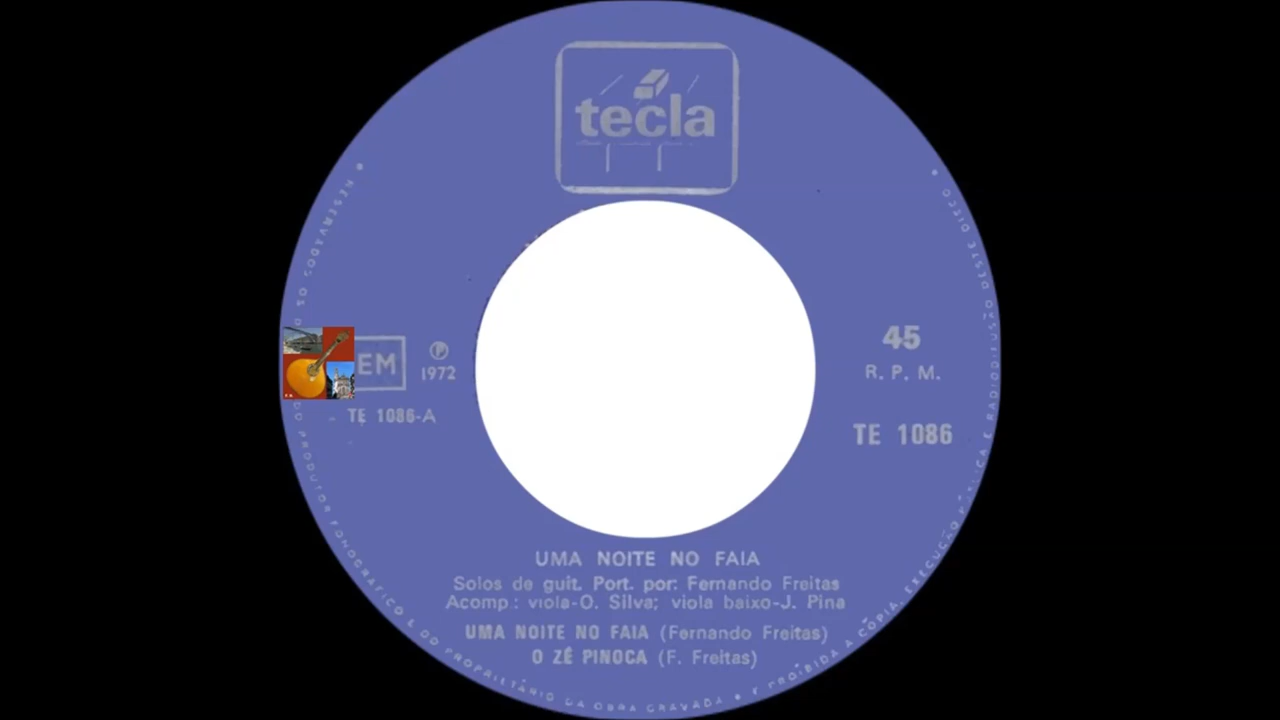 tecla
EM
℗
1972
TE 1086-A
45
R. P. M.
TE 1086
UMA NOITE NO FAIA
Solos de guit. Port. por: Fernando Freitas
Acomp: viola-O. Silva; viola baixo-J. Pina
UMA NOITE NO FAIA (Fernando Freitas)
O ZÉ PINOCA (F. Freitas)
RESERVADOS OS DO PRODUTOR FONOGRÁFICO E DO PROPRIETÁRIO DA OBRA GRAVADA • É PROIBIDA A CÓPIA, EXECUÇÃO PÚBLICA E RADIODIFUSÃO DESTE DISCO •